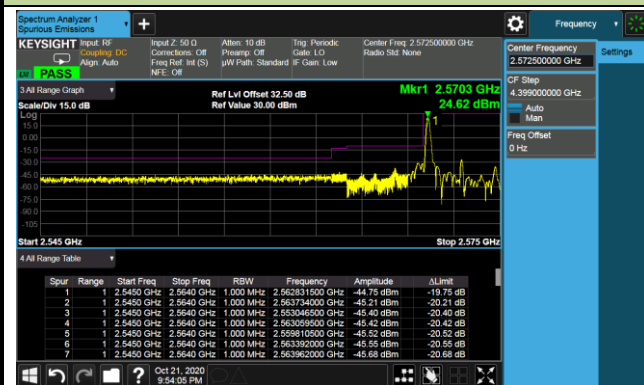 Spectrum Analyzer 1
Spurious Emissions
+
Frequency
KEYSIGHT
Input: RF
Coupling: DC
Align: Auto
Input Z: 50 Ω
Corrections: Off
Freq Ref: Int (S)
NFE: Off
Atten: 10 dB
Preamp: Off
µW Path: Standard
Trig: Periodic
Gate: LO
IF Gain: Low
Center Freq: 2.572500000 GHz
Radio Std: None
PASS
Center Frequency
2.572500000 GHz
Settings
CF Step
4.399000000 GHz
Auto
Man
Freq Offset
0 Hz
3 All Range Graph
Scale/Div 15.0 dB
Ref Lvl Offset 32.50 dB
Ref Value 30.00 dBm
Mkr1 2.5703 GHz
24.62 dBm
Log
15.0
0.00
-15.0
-30.0
-45.0
-60.0
-75.0
-90.0
-105
1
Start 2.545 GHz
Stop 2.575 GHz
4 All Range Table
Spur Range Start Freq Stop Freq RBW Frequency Amplitude ΔLimit
1 1 2.5450 GHz 2.5640 GHz 1.000 MHz 2.562831500 GHz -44.75 dBm -19.75 dB
2 1 2.5450 GHz 2.5640 GHz 1.000 MHz 2.563734000 GHz -45.21 dBm -20.21 dB
3 1 2.5450 GHz 2.5640 GHz 1.000 MHz 2.553046500 GHz -45.40 dBm -20.40 dB
4 1 2.5450 GHz 2.5640 GHz 1.000 MHz 2.563059500 GHz -45.42 dBm -20.42 dB
5 1 2.5450 GHz 2.5640 GHz 1.000 MHz 2.559810500 GHz -45.52 dBm -20.52 dB
6 1 2.5450 GHz 2.5640 GHz 1.000 MHz 2.563392000 GHz -45.55 dBm -20.55 dB
7 1 2.5450 GHz 2.5640 GHz 1.000 MHz 2.563962000 GHz -45.68 dBm -20.68 dB
?
Oct 21, 2020
9:54:05 PM